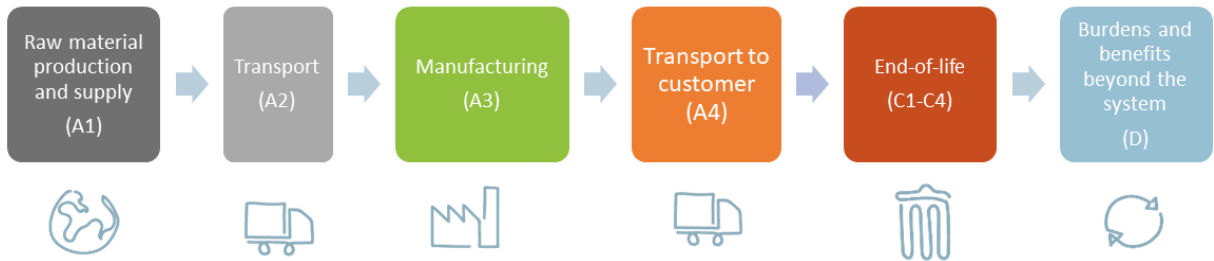 Raw material
production
and supply
(A1)
Transport
(A2)
Manufacturing
(A3)
Transport to
customer
(A4)
End-of-life
(C1-C4)
Burdens and
benefits
beyond the
system
(D)